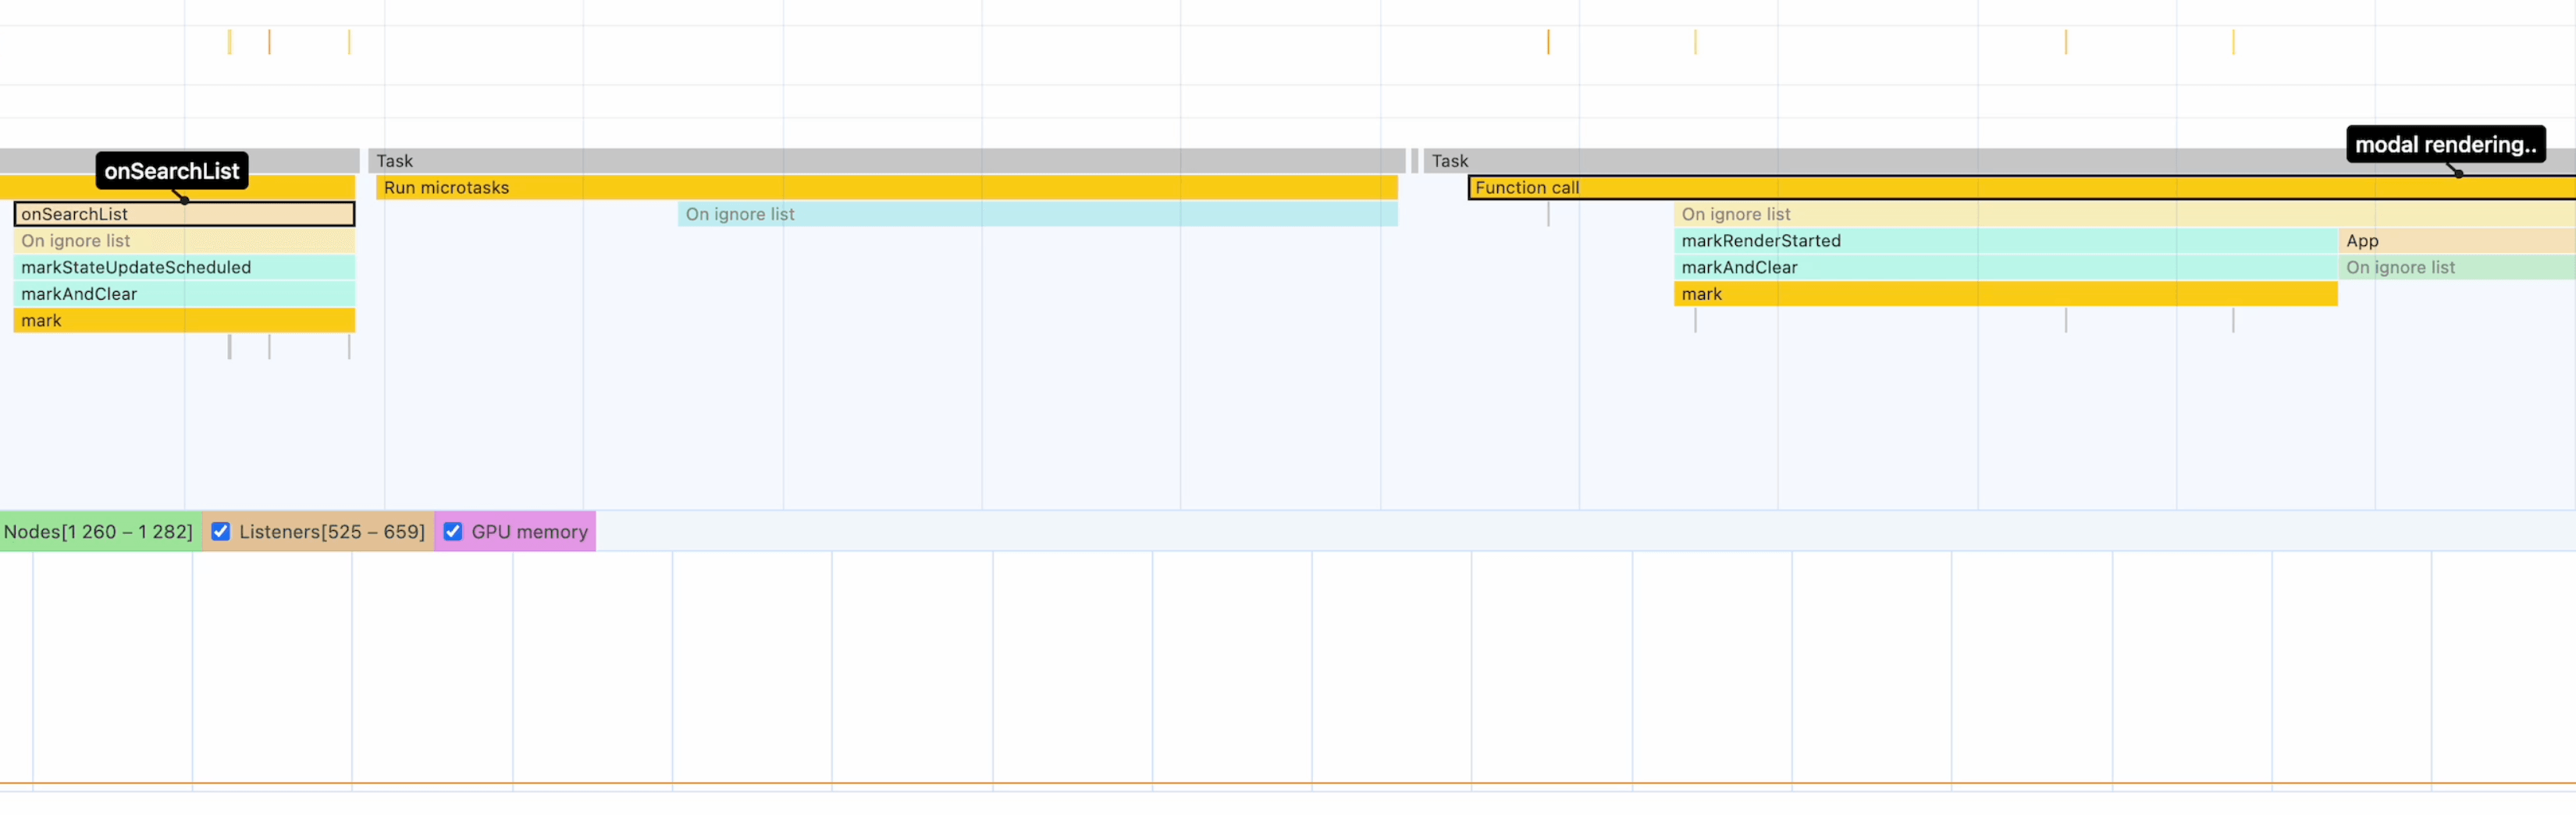 modal rendering..
onSearchList
Task
Task
Run microtasks
Function call
onSearchList
On ignore list
On ignore list
On ignore list
markRenderStarted
App
markStateUpdateScheduled
markAndClear
On ignore list
markAndClear
mark
mark
Nodes[1 260 – 1 282]
Listeners[525 – 659]
GPU memory